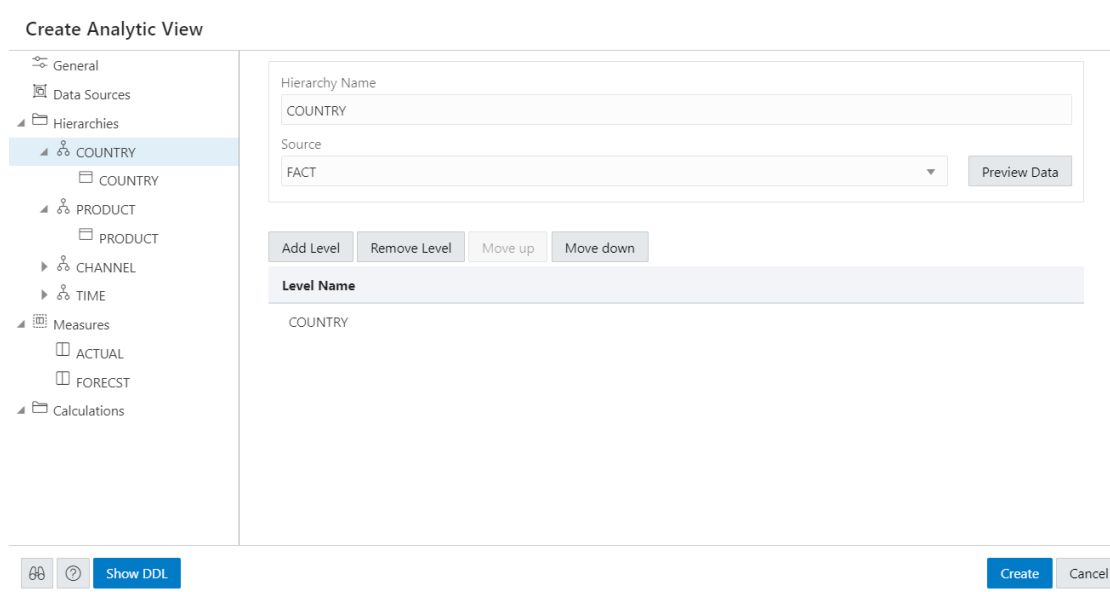 Create Analytic View
General
Data Sources
Hierarchies
COUNTRY
COUNTRY
PRODUCT
PRODUCT
CHANNEL
TIME
Measures
ACTUAL
FORECST
Calculations
Hierarchy Name
COUNTRY
Source
FACT
Preview Data
Add Level Remove Level Move up Move down
Level Name
COUNTRY
Show DDL
Create Cancel